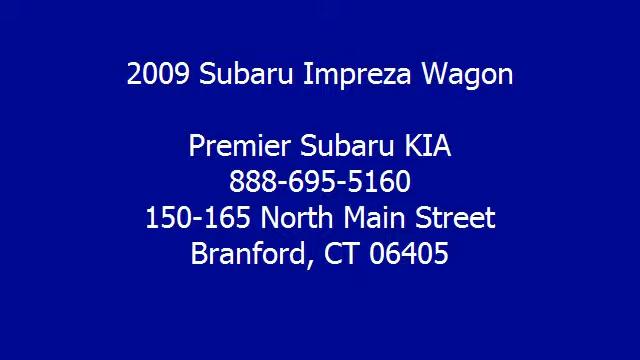 2009 Subaru Impreza Wagon
Premier Subaru KIA
888-695-5160
150-165 North Main Street
Branford, CT 06405